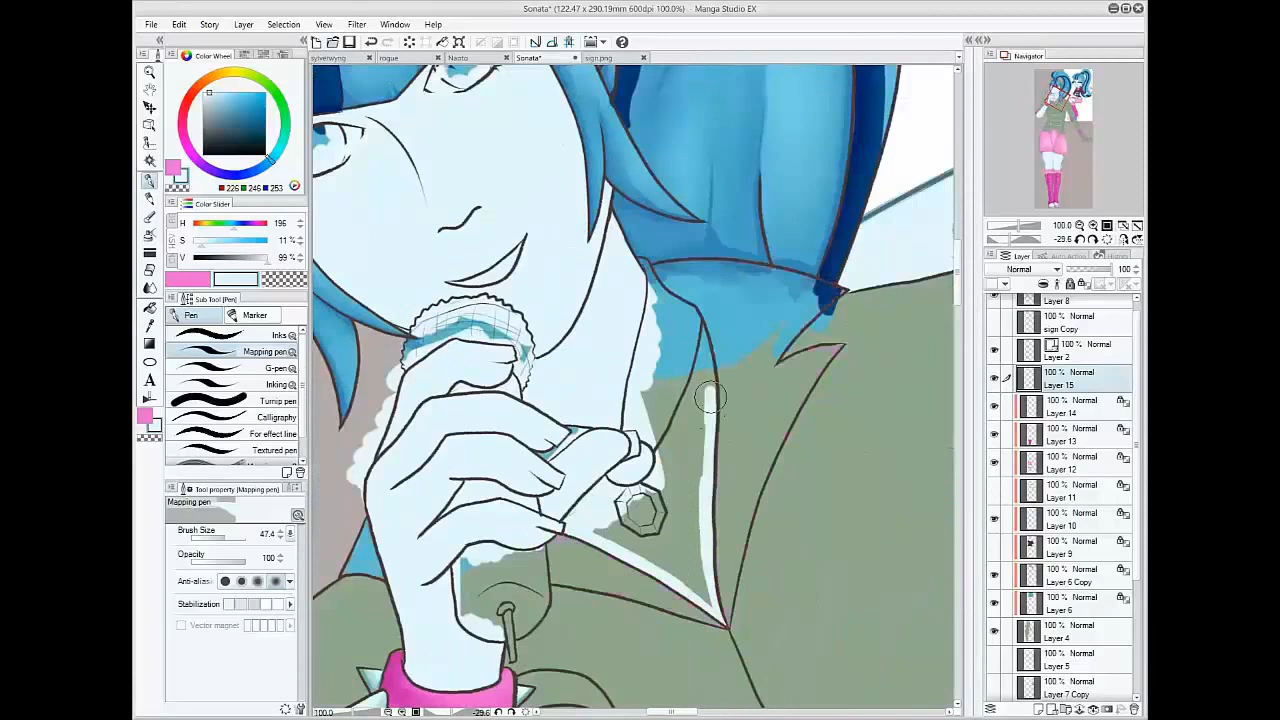 Sonata* (122.47 x 290.19mm 600dpi 100.0%)  - Manga Studio EX
File Edit Story Layer Selection View Filter Window Help
sylverwyng rogue Naoto Sonata* sign.png
Color Wheel
226 246 253
Color Slider
H 196
S 11 %
V 99 %
Sub Tool [Pen]
Pen Marker
Inks
Mapping pen
G-pen
Inking
Turnip pen
Calligraphy
For effect line
Textured pen
Tool property [Mapping pen]
Mapping pen
Brush Size 47.4
Opacity 100
Anti-alias
Stabilization
Vector magnet
100.0 -29.6
Navigator
100.0
-29.6
Layer Auto Action History
Normal 100
Layer 8
100 % Normal
sign Copy
100 % Normal
Layer 2
100 % Normal
Layer 15
100 % Normal
Layer 14
100 % Normal
Layer 13
100 % Normal
Layer 12
100 % Normal
Layer 11
100 % Normal
Layer 10
100 % Normal
Layer 9
100 % Normal
Layer 6 Copy
100 % Normal
Layer 6
100 % Normal
Layer 4
100 % Normal
Layer 5
100 % Normal
Layer 7 Copy